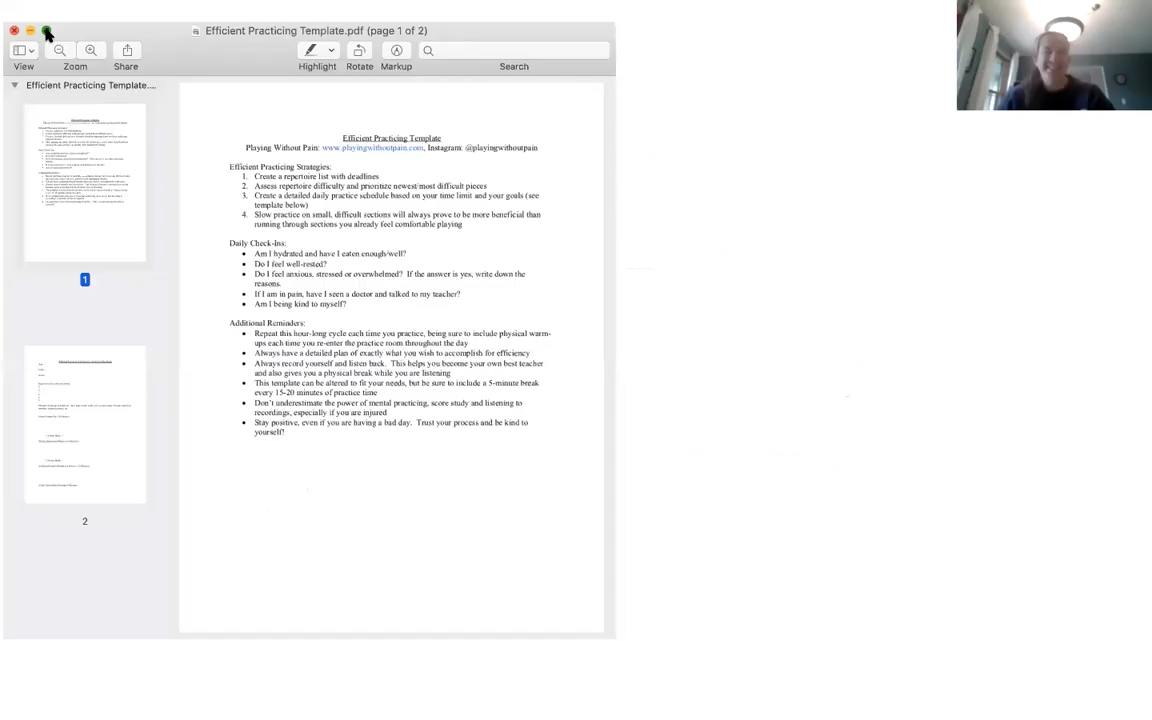 Efficient Practicing Template.pdf (page 1 of 2)
View
Zoom
Share
Highlight
Rotate
Markup
Search
Efficient Practicing Template....
1
2
Efficient Practicing Template
Playing Without Pain: www.playingwithoutpain.com, Instagram: @playingwithoutpain
Efficient Practicing Strategies:
1. Create a repertoire list with deadlines
2. Assess repertoire difficulty and prioritize newest/most difficult pieces
3. Create a detailed daily practice schedule based on your time limit and your goals (see
template below)
4. Slow practice on small, difficult sections will always prove to be more beneficial than
running through sections you already feel comfortable playing
Daily Check-Ins:
• Am I hydrated and have I eaten enough/well?
• Do I feel well-rested?
• Do I feel anxious, stressed or overwhelmed? If the answer is yes, write down the
reasons.
• If I am in pain, have I seen a doctor and talked to my teacher?
• Am I being kind to myself?
Additional Reminders:
• Repeat this hour-long cycle each time you practice, being sure to include physical warm-
ups each time you re-enter the practice room throughout the day
• Always have a detailed plan of exactly what you wish to accomplish for efficiency
• Always record yourself and listen back. This helps you become your own best teacher
and also gives you a physical break while you are listening
• This template can be altered to fit your needs, but be sure to include a 5-minute break
every 15-20 minutes of practice time
• Don't underestimate the power of mental practicing, score study and listening to
recordings, especially if you are injured
• Stay positive, even if you are having a bad day. Trust your process and be kind to
yourself!